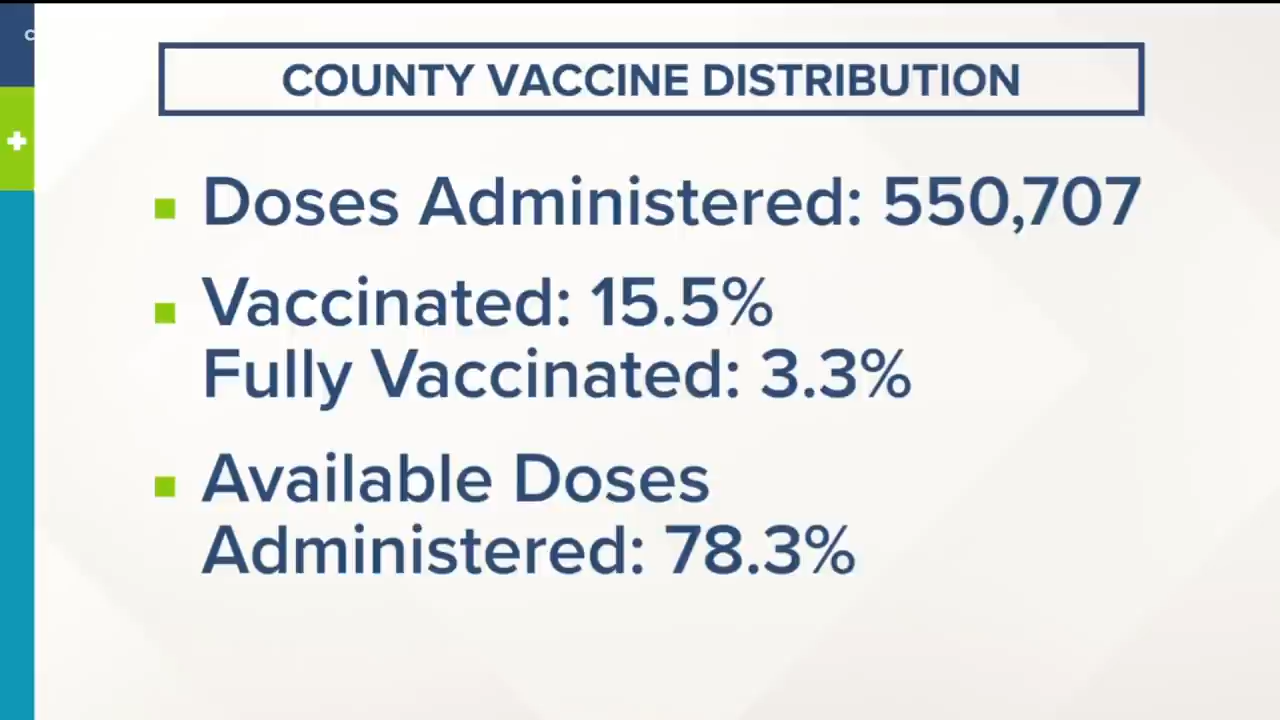 COUNTY VACCINE DISTRIBUTION
Doses Administered: 550,707
Vaccinated: 15.5%
Fully Vaccinated: 3.3%
Available Doses
Administered: 78.3%